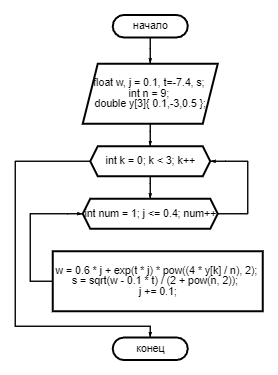 начало
float w, j = 0.1, t=-7.4, s;
int n = 9;
double y[3]{ 0.1,-3,0.5 };
int k = 0; k < 3; k++
int num = 1; j <= 0.4; num++
w = 0.6 * j + exp(t * j) * pow((4 * y[k] / n), 2);
s = sqrt(w - 0.1 * t) / (2 + pow(n, 2));
j += 0.1;
конец